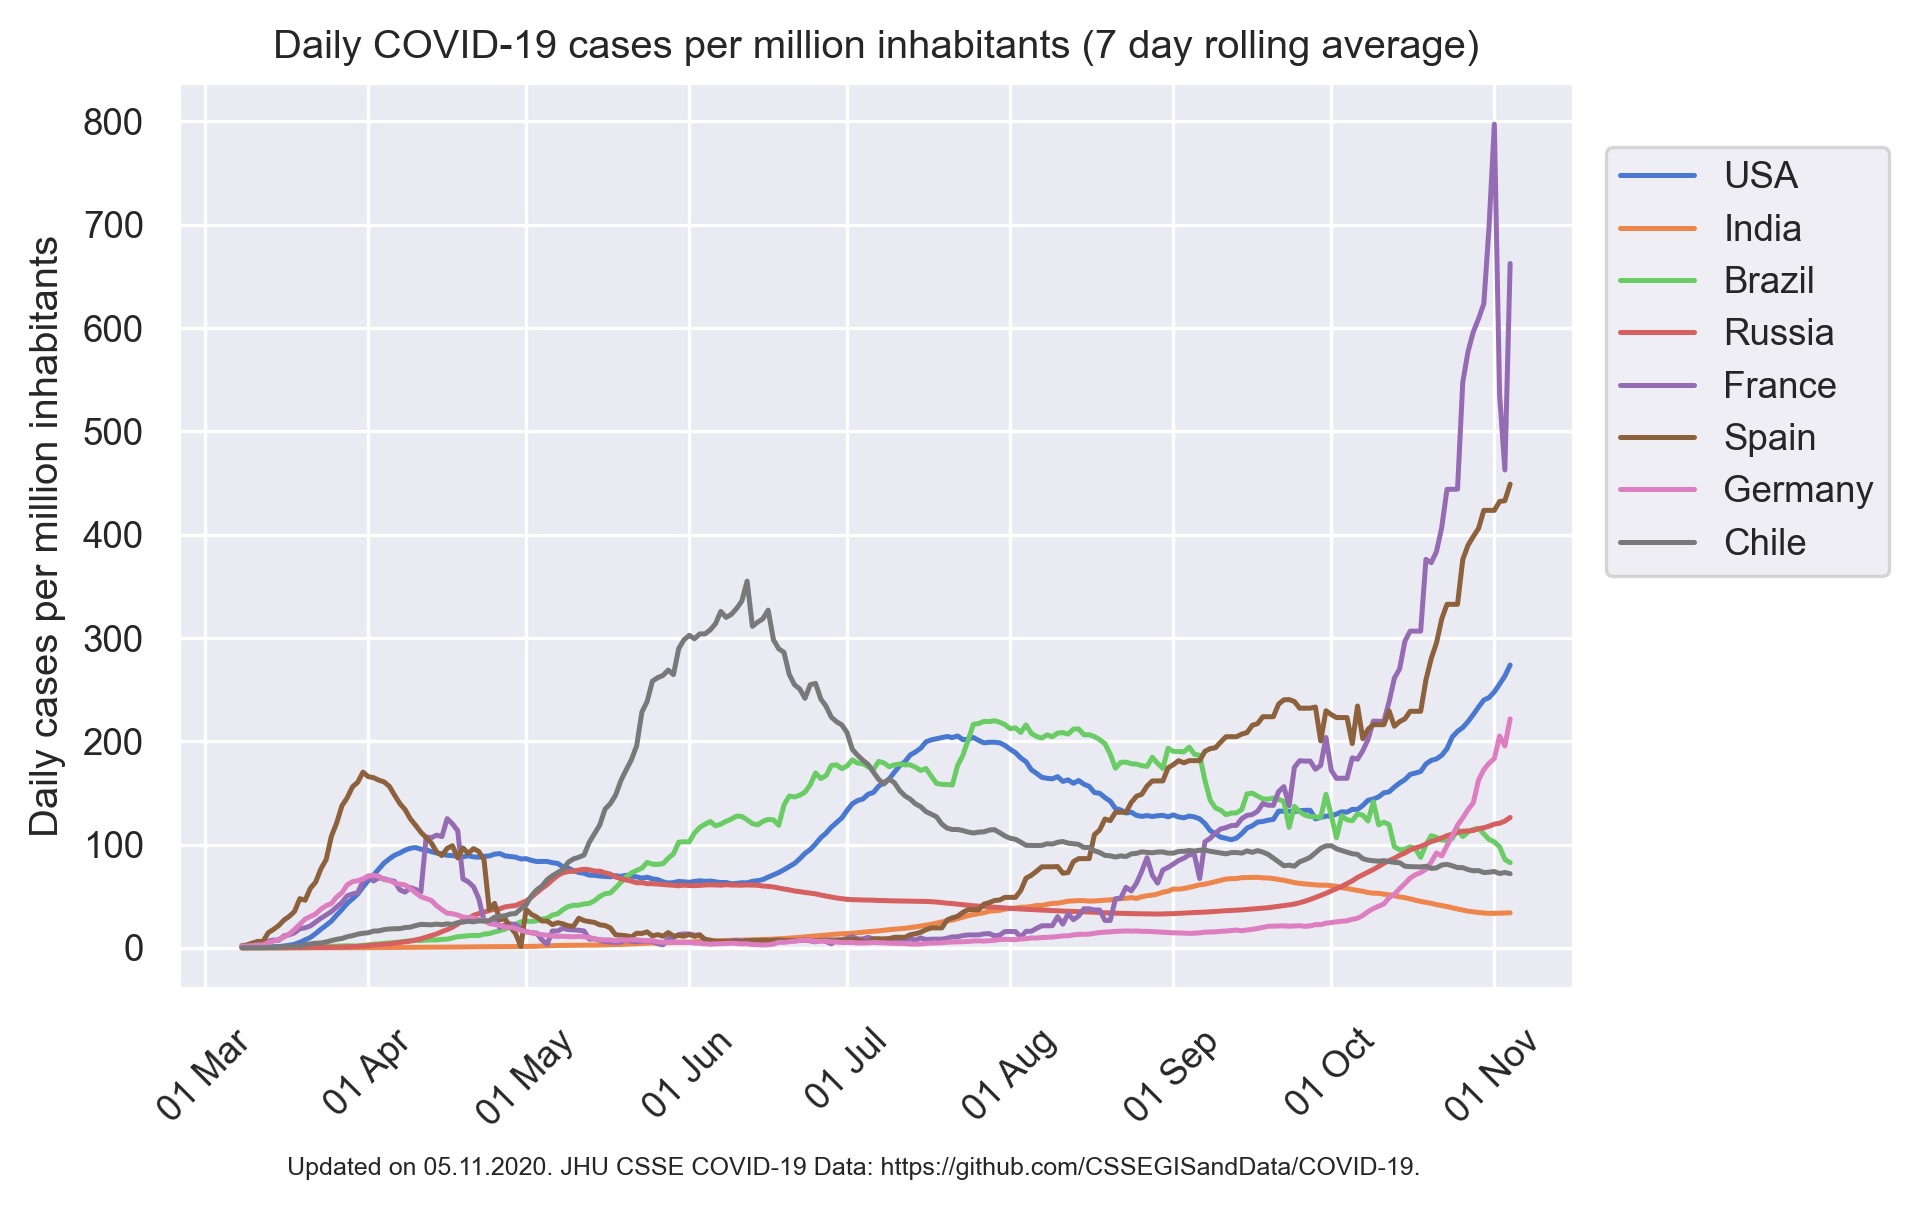 Daily COVID-19 cases per million inhabitants (7 day rolling average)
Daily cases per million inhabitants
800
700
600
500
400
300
200
100
0
01 Mar
01 Apr
01 May
01 Jun
01 Jul
01 Aug
01 Sep
01 Oct
01 Nov
USA
India
Brazil
Russia
France
Spain
Germany
Chile
Updated on 05.11.2020. JHU CSSE COVID-19 Data: https://github.com/CSSEGISandData/COVID-19.